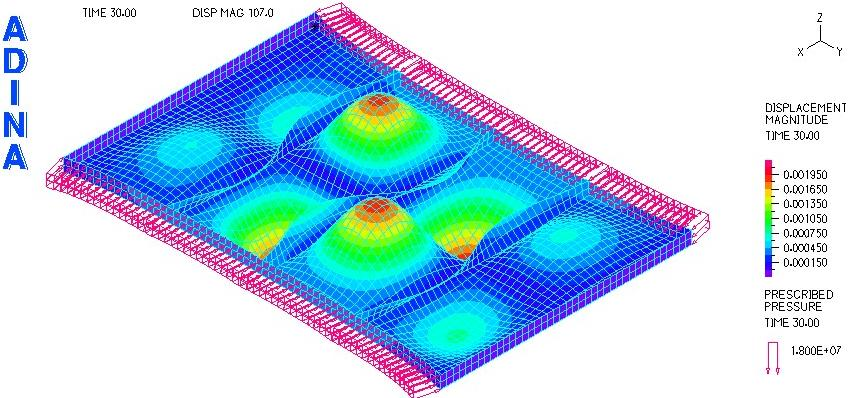 ADINA
TIME 30.00
DISP MAG 107.0
Z
X
Y
DISPLACEMENT
MAGNITUDE
TIME 30.00
0.001950
0.001650
0.001350
0.001050
0.000750
0.000450
0.000150
PRESCRIBED
PRESSURE
TIME 30.00
1.800E+07